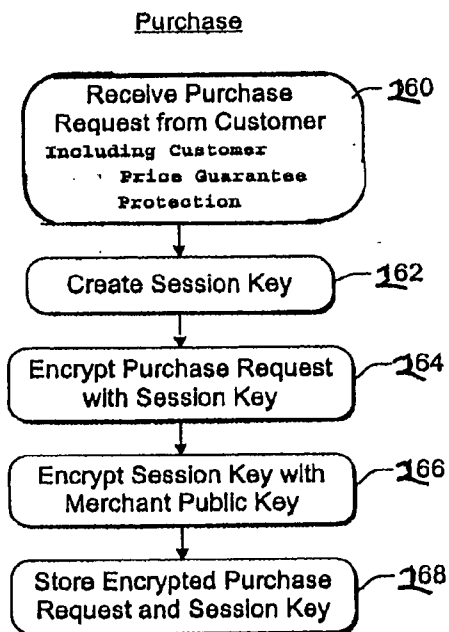 Purchase
Receive Purchase 160
Request from Customer
Including Customer
Price Guarantee
Protection
Create Session Key 162
Encrypt Purchase Request 164
with Session Key
Encrypt Session Key with 166
Merchant Public Key
Store Encrypted Purchase 168
Request and Session Key